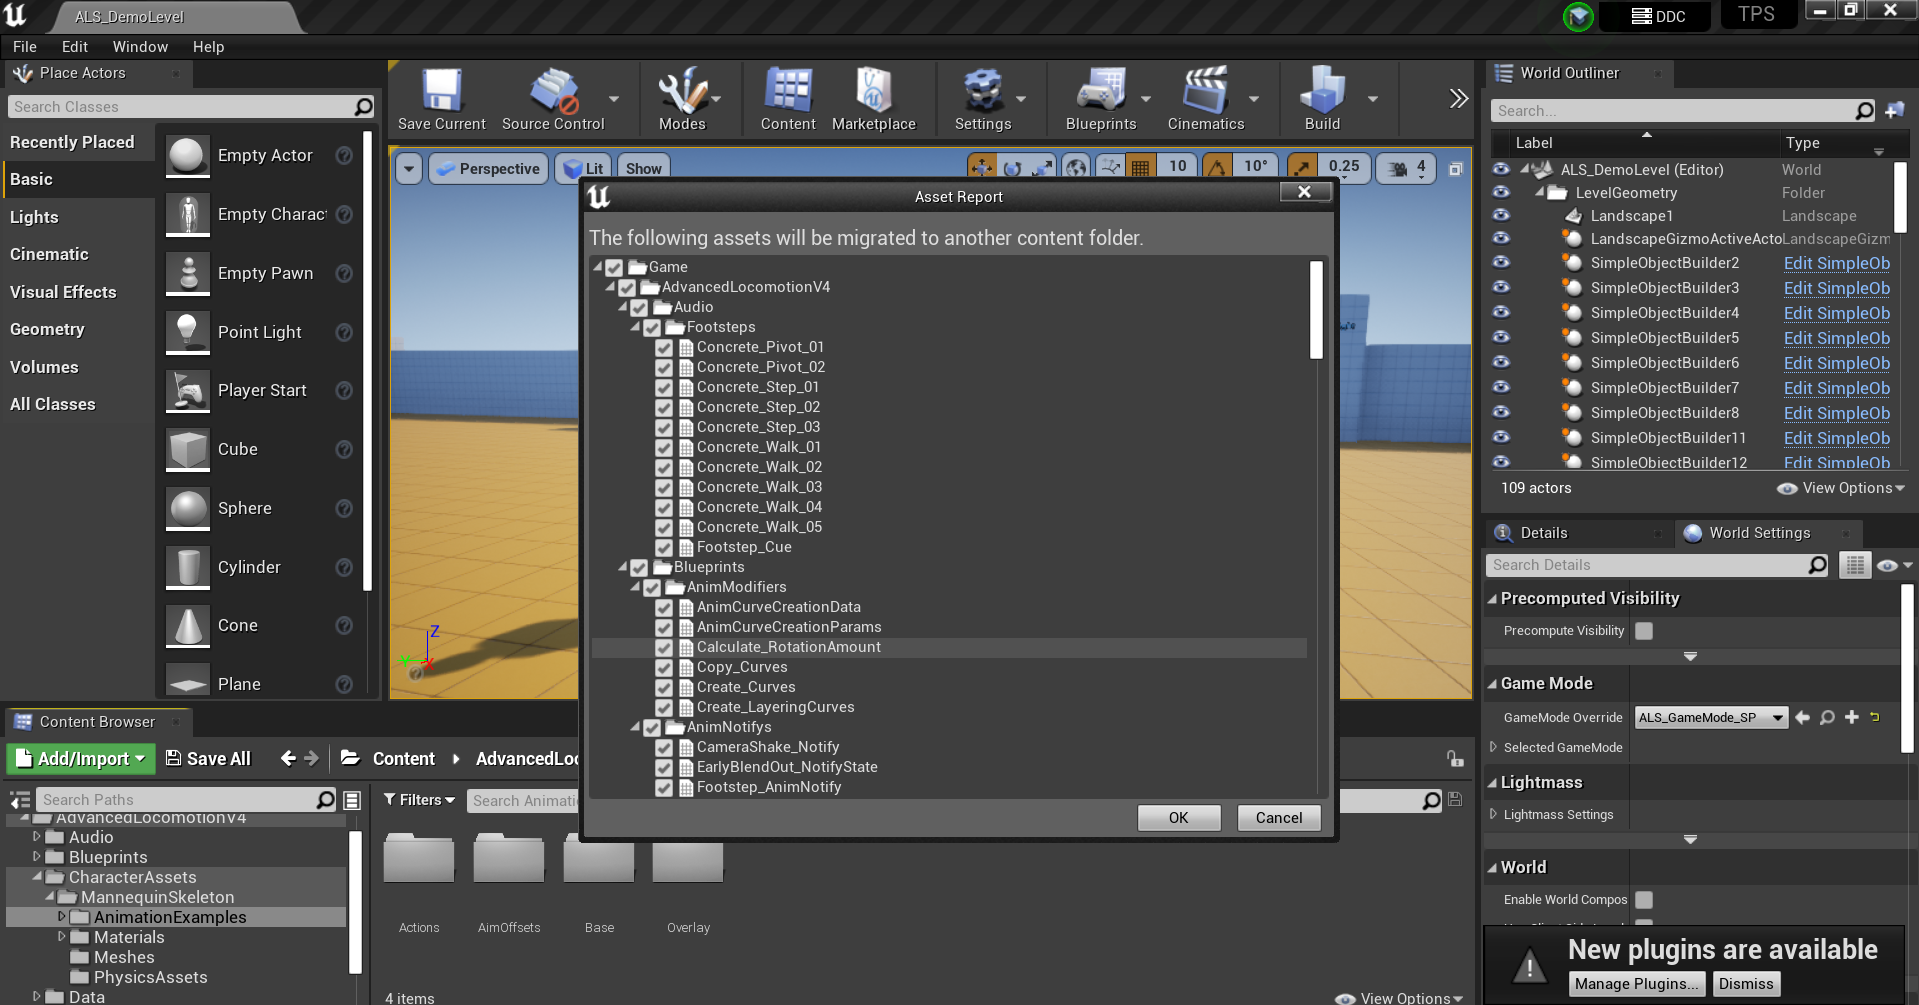 ALS_DemoLevel
DDC
TPS
File Edit Window Help
Place Actors
Search Classes
Recently Placed
Basic
Lights
Cinematic
Visual Effects
Geometry
Volumes
All Classes
Empty Actor
Empty Charact
Empty Pawn
Point Light
Player Start
Cube
Sphere
Cylinder
Cone
Plane
Save Current
Source Control
Modes
Content
Marketplace
Settings
Blueprints
Cinematics
Build
Perspective
Lit
Show
10
10°
0.25
4
Z
Asset Report
The following assets will be migrated to another content folder.
Game
AdvancedLocomotionV4
Audio
Footsteps
Concrete_Pivot_01
Concrete_Pivot_02
Concrete_Step_01
Concrete_Step_02
Concrete_Step_03
Concrete_Walk_01
Concrete_Walk_02
Concrete_Walk_03
Concrete_Walk_04
Concrete_Walk_05
Footstep_Cue
Blueprints
AnimModifiers
AnimCurveCreationData
AnimCurveCreationParams
Calculate_RotationAmount
Copy_Curves
Create_Curves
Create_LayeringCurves
AnimNotifys
CameraShake_Notify
EarlyBlendOut_NotifyState
Footstep_AnimNotify
OK
Cancel
World Outliner
Search...
Label Type
ALS_DemoLevel (Editor) World
LevelGeometry Folder
Landscape1 Landscape
LandscapeGizmoActiveActo LandscapeGizm
SimpleObjectBuilder2 Edit SimpleOb
SimpleObjectBuilder3 Edit SimpleOb
SimpleObjectBuilder4 Edit SimpleOb
SimpleObjectBuilder5 Edit SimpleOb
SimpleObjectBuilder6 Edit SimpleOb
SimpleObjectBuilder7 Edit SimpleOb
SimpleObjectBuilder8 Edit SimpleOb
SimpleObjectBuilder11 Edit SimpleOb
SimpleObjectBuilder12 Edit SimpleOb
109 actors
View Options
Details
World Settings
Search Details
Precomputed Visibility
Precompute Visibility
Game Mode
GameMode Override ALS_GameMode_SP
Selected GameMode
Lightmass
Lightmass Settings
World
Enable World Compos
New plugins are available
Manage Plugins...
Dismiss
Content Browser
Add/Import
Save All
Content
AdvancedLoc
Search Paths
Filters
Search Animatio
AdvancedLocomotionV4
Audio
Blueprints
CharacterAssets
MannequinSkeleton
AnimationExamples
Materials
Meshes
PhysicsAssets
Data
Actions
AimOffsets
Base
Overlay
4 items
View Options